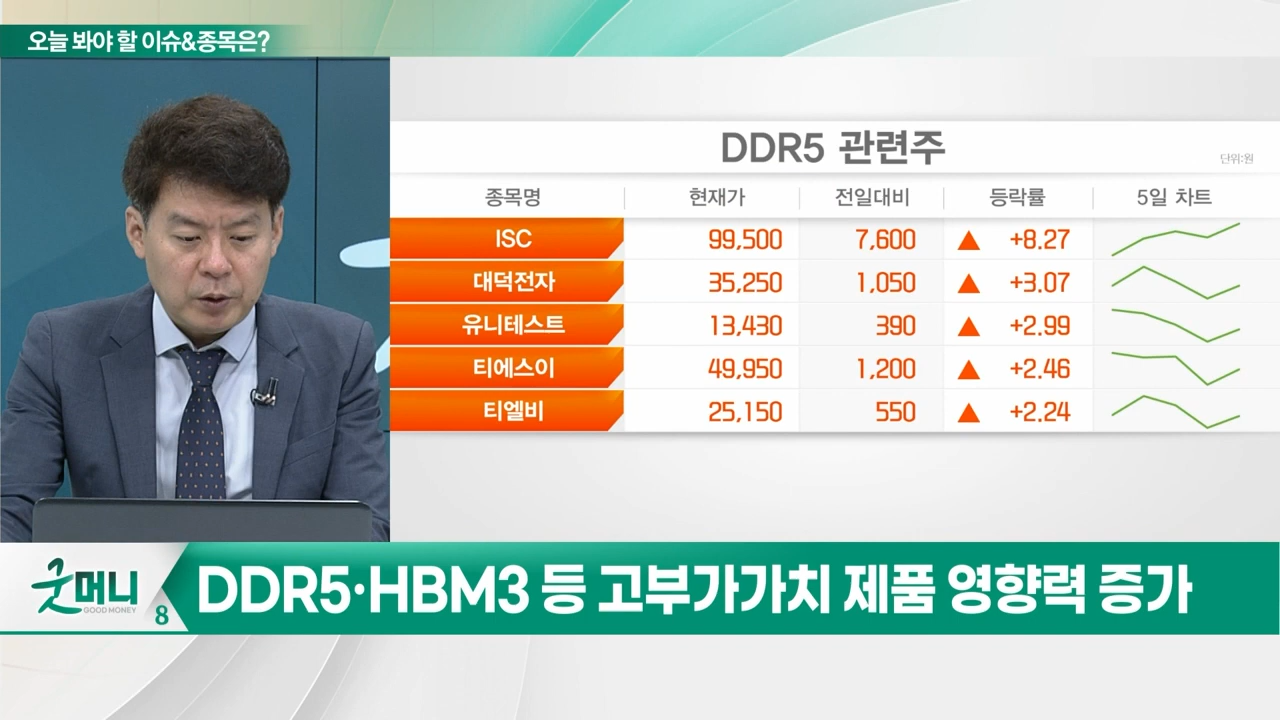 오늘 봐야 할 이슈&종목은?
DDR5 관련주
단위:원
종목명 현재가 전일대비 등락률 5일 차트
ISC 99,500 7,600 ▲ +8.27
대덕전자 35,250 1,050 ▲ +3.07
유니테스트 13,430 390 ▲ +2.99
티에스이 49,950 1,200 ▲ +2.46
티엘비 25,150 550 ▲ +2.24
굿머니
GOOD MONEY
8
DDR5·HBM3 등 고부가가치 제품 영향력 증가